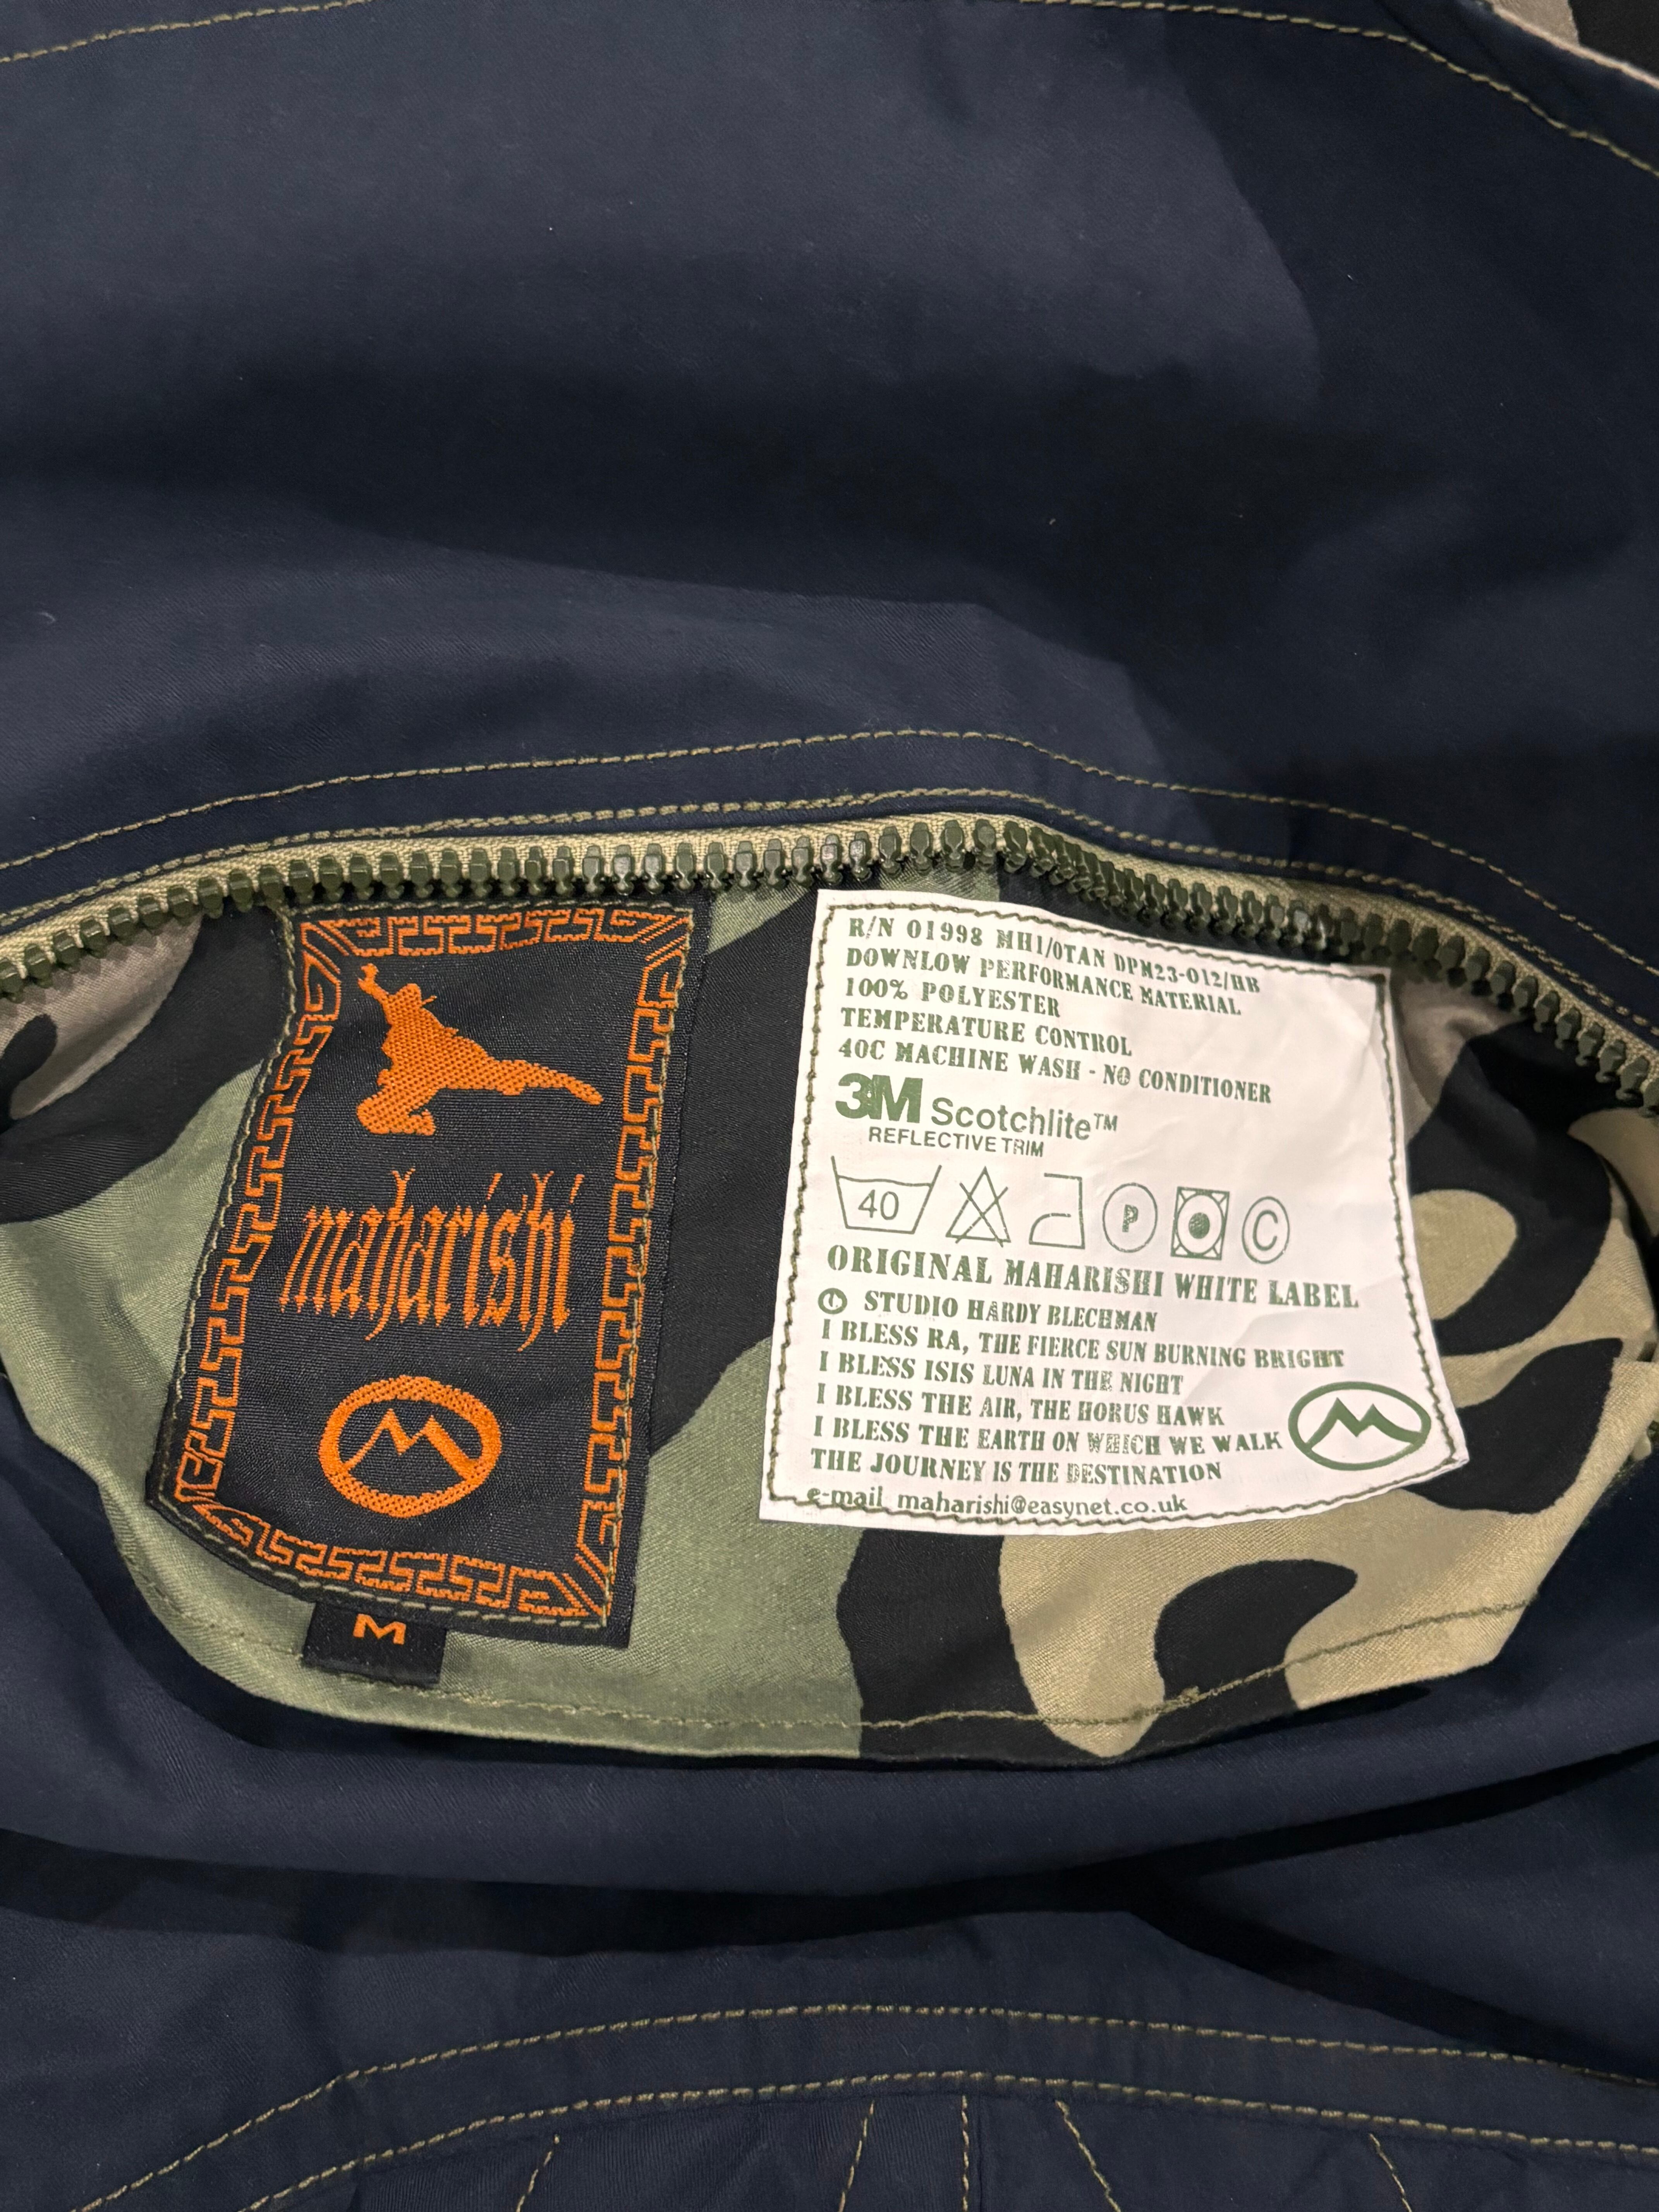 maharishi
M
R/N 01998 MH1/0TAN DPM23-012/HB
DOWNLOW PERFORMANCE MATERIAL
100% POLYESTER
TEMPERATURE CONTROL
40C MACHINE WASH - NO CONDITIONER
3M Scotchlite™
REFLECTIVE TRIM
40 P C
ORIGINAL MAHARISHI WHITE LABEL
STUDIO HARDY BLECHMAN
I BLESS RA, THE FIERCE SUN BURNING BRIGHT
I BLESS ISIS LUNA IN THE NIGHT
I BLESS THE AIR, THE HORUS HAWK
I BLESS THE EARTH ON WHICH WE WALK
THE JOURNEY IS THE DESTINATION
e-mail maharishi@easynet.co.uk